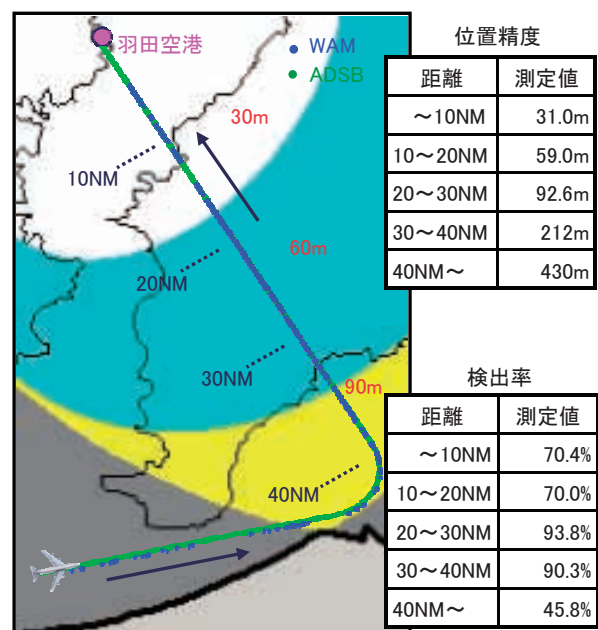 羽田空港
WAM
ADSB
30m
10NM
60m
20NM
30NM
90m
40NM
位置精度
距離 測定値
～10NM 31.0m
10～20NM 59.0m
20～30NM 92.6m
30～40NM 212m
40NM～ 430m
検出率
距離 測定値
～10NM 70.4%
10～20NM 70.0%
20～30NM 93.8%
30～40NM 90.3%
40NM～ 45.8%